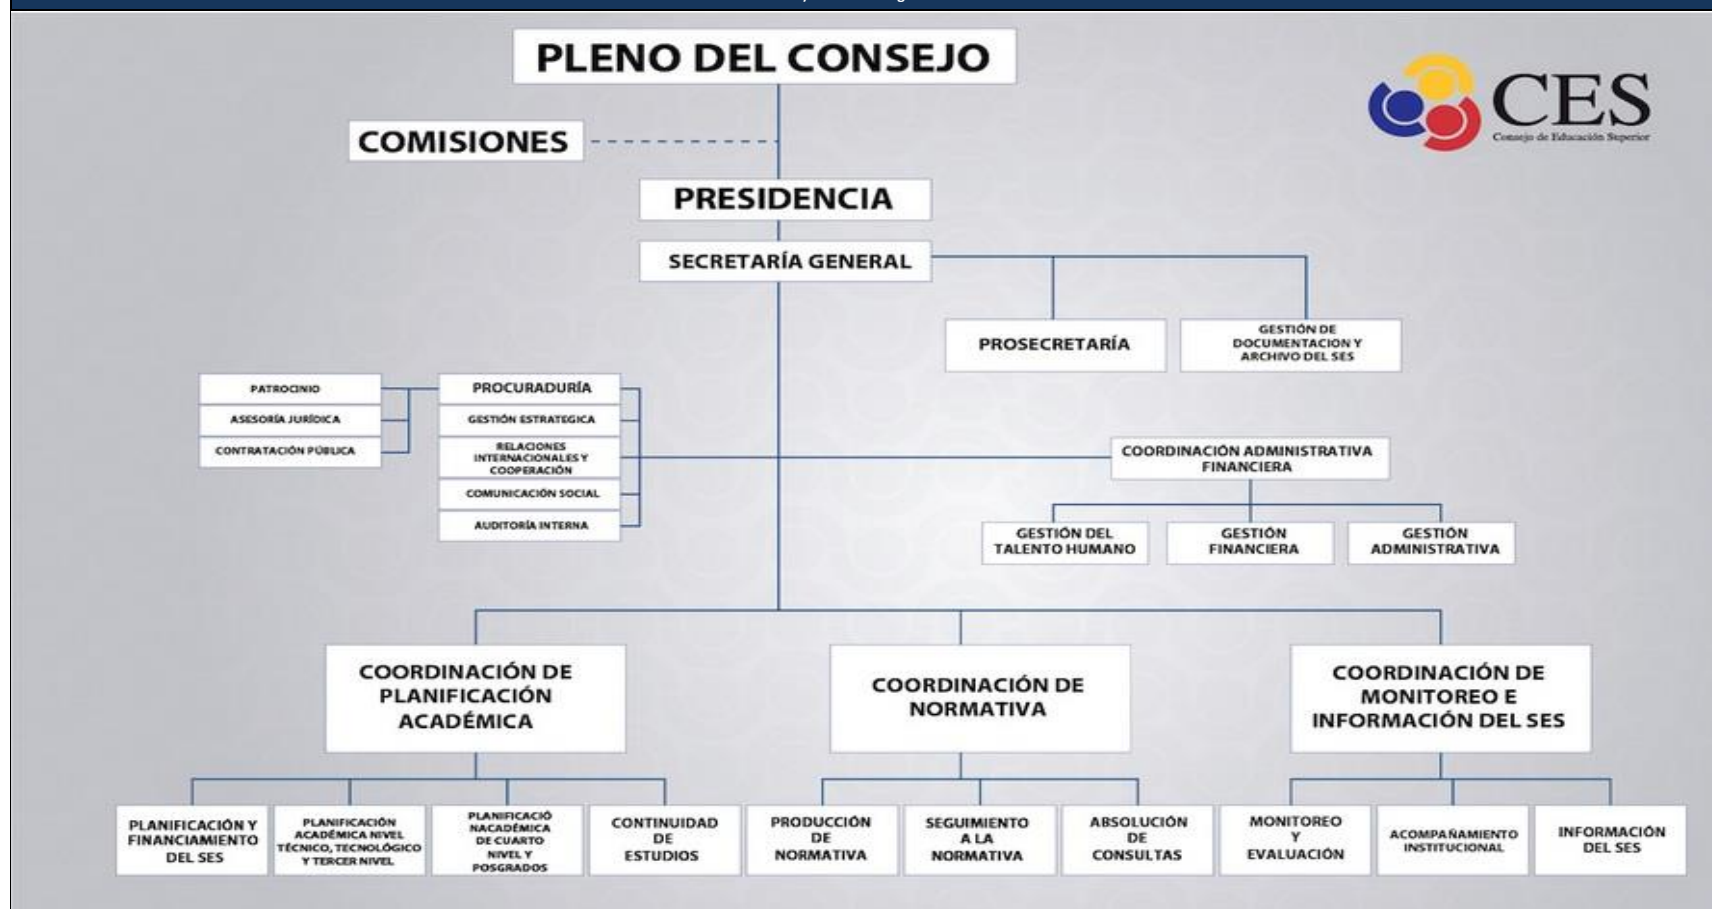 PLENO DEL CONSEJO
CES
Consejo de Educación Superior
COMISIONES
PRESIDENCIA
SECRETARÍA GENERAL
PROSECRETARÍA
GESTIÓN DE
DOCUMENTACION Y
ARCHIVO DEL SES
PATROCINIO
ASESORÍA JURÍDICA
CONTRATACIÓN PÚBLICA
PROCURADURÍA
GESTIÓN ESTRATEGICA
RELACIONES
INTERNACIONALES Y
COOPERACIÓN
COMUNICACIÓN SOCIAL
AUDITORÍA INTERNA
COORDINACIÓN ADMINISTRATIVA
FINANCIERA
GESTIÓN DEL
TALENTO HUMANO
GESTIÓN
FINANCIERA
GESTIÓN
ADMINISTRATIVA
COORDINACIÓN DE
PLANIFICACIÓN
ACADÉMICA
COORDINACIÓN DE
NORMATIVA
COORDINACIÓN DE
MONITOREO E
INFORMACIÓN DEL SES
PLANIFICACIÓN Y
FINANCIAMIENTO
DEL SES
PLANIFICACIÓN
ACADÉMICA NIVEL
TÉCNICO, TECNOLÓGICO
Y TERCER NIVEL
PLANIFICACIÓ
NACADÉMICA
DE CUARTO
NIVEL Y
POSGRADOS
CONTINUIDAD
DE
ESTUDIOS
PRODUCCIÓN
DE
NORMATIVA
SEGUIMIENTO
A LA
NORMATIVA
ABSOLUCIÓN
DE
CONSULTAS
MONITOREO
Y
EVALUACIÓN
ACOMPAÑAMIENTO
INSTITUCIONAL
INFORMACIÓN
DEL SES